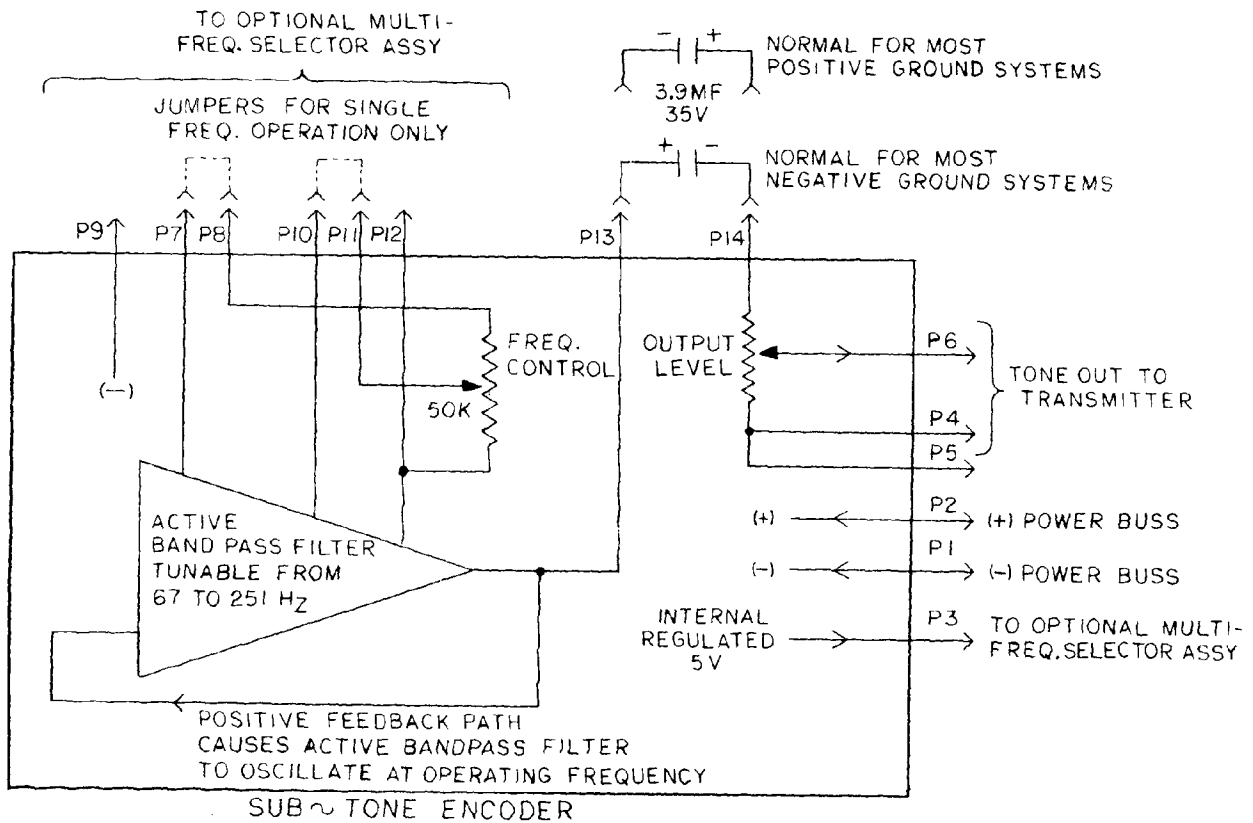 TO OPTIONAL MULTI-
FREQ. SELECTOR ASSY
JUMPERS FOR SINGLE
FREQ. OPERATION ONLY
- +
3.9MF
35V
NORMAL FOR MOST
POSITIVE GROUND SYSTEMS
+ -
NORMAL FOR MOST
NEGATIVE GROUND SYSTEMS
P9
P7
P8
P10
P11
P12
P13
P14
(-)
FREQ.
CONTROL
50K
OUTPUT
LEVEL
P6
P4
P5
TONE OUT TO
TRANSMITTER
ACTIVE
BAND PASS FILTER
TUNABLE FROM
67 TO 251 HZ
(+)
P2
(+) POWER BUSS
(-)
P1
(-) POWER BUSS
INTERNAL
REGULATED
5V
P3
TO OPTIONAL MULTI-
FREQ. SELECTOR ASSY
POSITIVE FEEDBACK PATH
CAUSES ACTIVE BANDPASS FILTER
TO OSCILLATE AT OPERATING FREQUENCY
SUB ~ TONE ENCODER